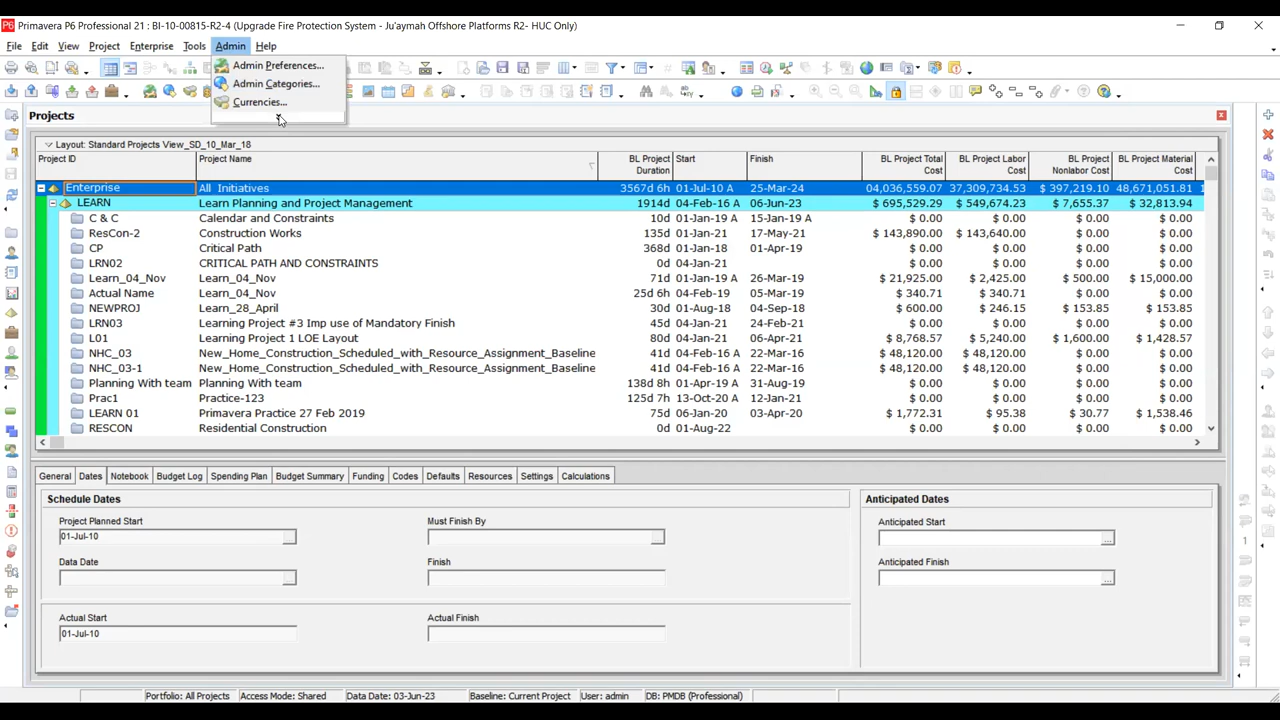 P6 Primavera P6 Professional 21 : BI-10-00815-R2-4 (Upgrade Fire Protection System - Ju'aymah Offshore Platforms R2- HUC Only)
File Edit View Project Enterprise Tools Admin Help
Admin Preferences...
Admin Categories...
Currencies...
Projects
Layout: Standard Projects View_SD_10_Mar_18
Project ID Project Name BL Project Duration Start Finish BL Project Total Cost BL Project Labor Cost BL Project Nonlabor Cost BL Project Material Cost
Enterprise All Initiatives 3567d 6h 01-Jul-10 A 25-Mar-24 04,036,559.07 37,309,734.53 $ 397,219.10 48,671,051.81 1
LEARN Learn Planning and Project Management 1914d 04-Feb-16 A 06-Jun-23 $ 695,529.29 $ 549,674.23 $ 7,655.37 $ 32,813.94
C & C Calendar and Constraints 10d 01-Jan-19 A 15-Jan-19 A $ 0.00 $ 0.00 $ 0.00 $ 0.00
ResCon-2 Construction Works 135d 01-Jan-21 17-May-21 $ 143,890.00 $ 143,640.00 $ 0.00 $ 0.00
CP Critical Path 368d 01-Jan-18 01-Apr-19 $ 0.00 $ 0.00 $ 0.00 $ 0.00
LRN02 CRITICAL PATH AND CONSTRAINTS 0d 04-Jan-21 $ 0.00 $ 0.00 $ 0.00 $ 0.00
Learn_04_Nov Learn_04_Nov 71d 01-Jan-19 A 26-Mar-19 $ 21,925.00 $ 2,425.00 $ 500.00 $ 15,000.00
Actual Name Learn_04_Nov 25d 6h 04-Feb-19 05-Mar-19 $ 340.71 $ 340.71 $ 0.00 $ 0.00
NEWPROJ Learn_28_April 30d 01-Aug-18 04-Sep-18 $ 600.00 $ 246.15 $ 153.85 $ 153.85
LRN03 Learning Project #3 Imp use of Mandatory Finish 45d 04-Jan-21 24-Feb-21 $ 0.00 $ 0.00 $ 0.00 $ 0.00
L01 Learning Project 1 LOE Layout 80d 04-Jan-21 06-Apr-21 $ 8,768.57 $ 5,240.00 $ 1,600.00 $ 1,428.57
NHC_03 New_Home_Construction_Scheduled_with_Resource_Assignment_Baseline 41d 04-Feb-16 A 22-Mar-16 $ 48,120.00 $ 48,120.00 $ 0.00 $ 0.00
NHC_03-1 New_Home_Construction_Scheduled_with_Resource_Assignment_Baseline 41d 04-Feb-16 A 22-Mar-16 $ 48,120.00 $ 48,120.00 $ 0.00 $ 0.00
Planning With team Planning With team 138d 8h 01-Apr-19 A 31-Aug-19 $ 0.00 $ 0.00 $ 0.00 $ 0.00
Prac1 Practice-123 125d 7h 13-Oct-20 A 12-Jan-21 $ 0.00 $ 0.00 $ 0.00 $ 0.00
LEARN 01 Primavera Practice 27 Feb 2019 75d 06-Jan-20 03-Apr-20 $ 1,772.31 $ 95.38 $ 30.77 $ 1,538.46
RESCON Residential Construction 0d 01-Aug-22 $ 0.00 $ 0.00 $ 0.00 $ 0.00
General Dates Notebook Budget Log Spending Plan Budget Summary Funding Codes Defaults Resources Settings Calculations
Schedule Dates Anticipated Dates
Project Planned Start Must Finish By Anticipated Start
01-Jul-10
Data Date Finish Anticipated Finish
Actual Start Actual Finish
01-Jul-10
Portfolio: All Projects Access Mode: Shared Data Date: 03-Jun-23 Baseline: Current Project User: admin DB: PMDB (Professional)